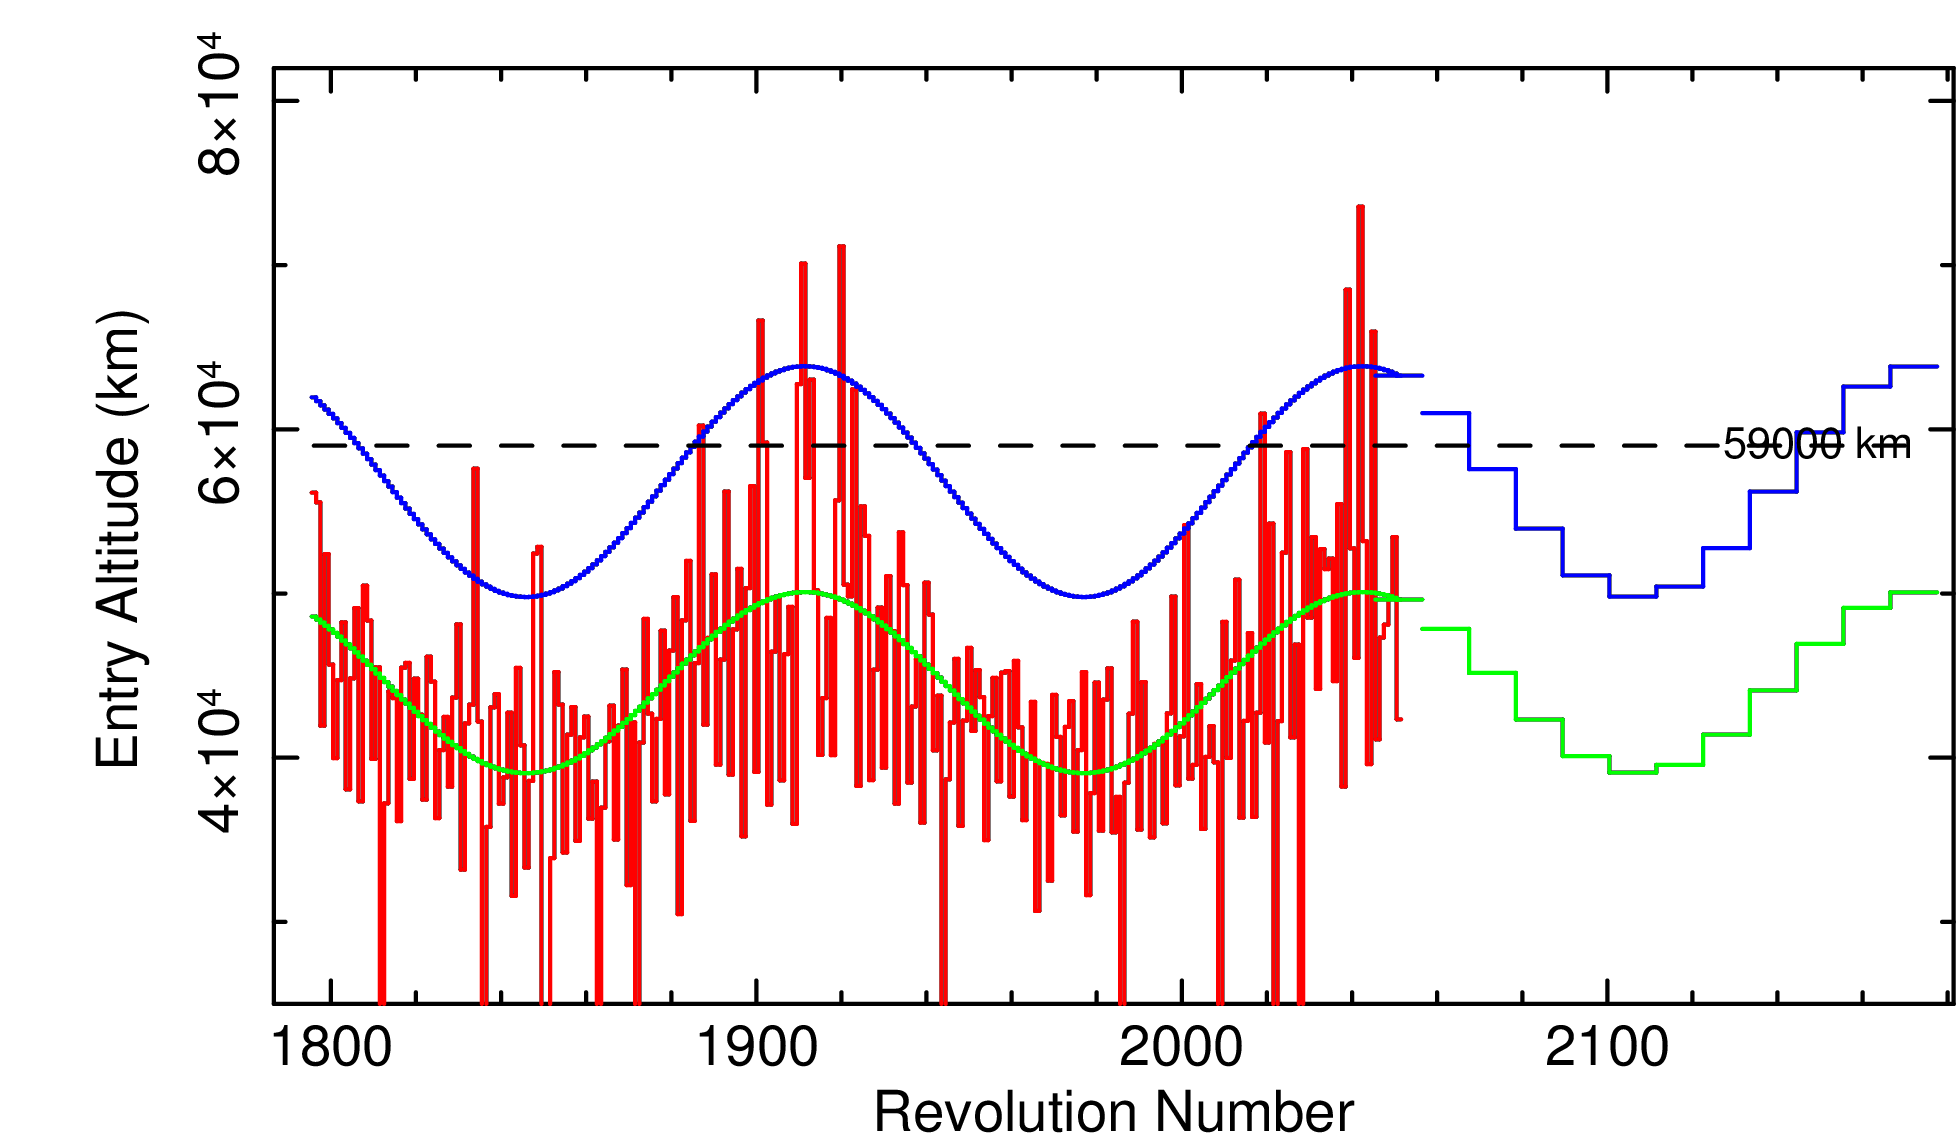 8×10⁴
6×10⁴
4×10⁴
Entry Altitude (km)
59000 km
1800 1900 2000 2100
Revolution Number